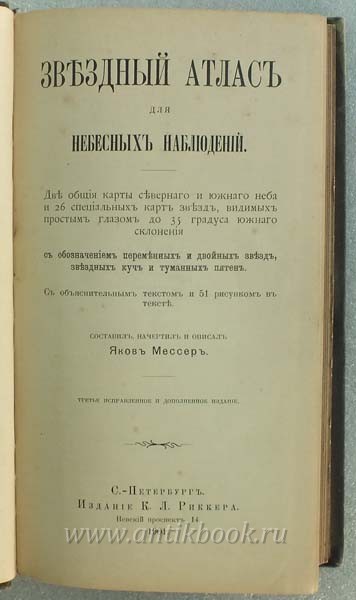 ЗВѢЗДНЫЙ АТЛАСЪ
ДЛЯ
НЕБЕСНЫХЪ НАБЛЮДЕНІЙ.
Двѣ общія карты сѣвернаго и южнаго неба
и 26 спеціальныхъ картъ звѣздъ, видимыхъ
простымъ глазомъ до 35 градуса южнаго
склоненія
съ обозначеніемъ перемѣнныхъ и двойныхъ звѣздъ,
звѣздныхъ кучъ и туманныхъ пятенъ.
Съ объяснительнымъ текстомъ и 51 рисункомъ въ
текстѣ.
СОСТАВИЛЪ, НАЧЕРТИЛЪ И ОПИСАЛЪ
Яковъ Мессеръ.
ТРЕТЬЕ ИСПРАВЛЕННОЕ И ДОПОЛНЕННОЕ ИЗДАНІЕ.
С.-Петербургъ.
Изданіе К. Л. Риккера.
Невскій проспектъ 14
www.antikbook.ru
1901